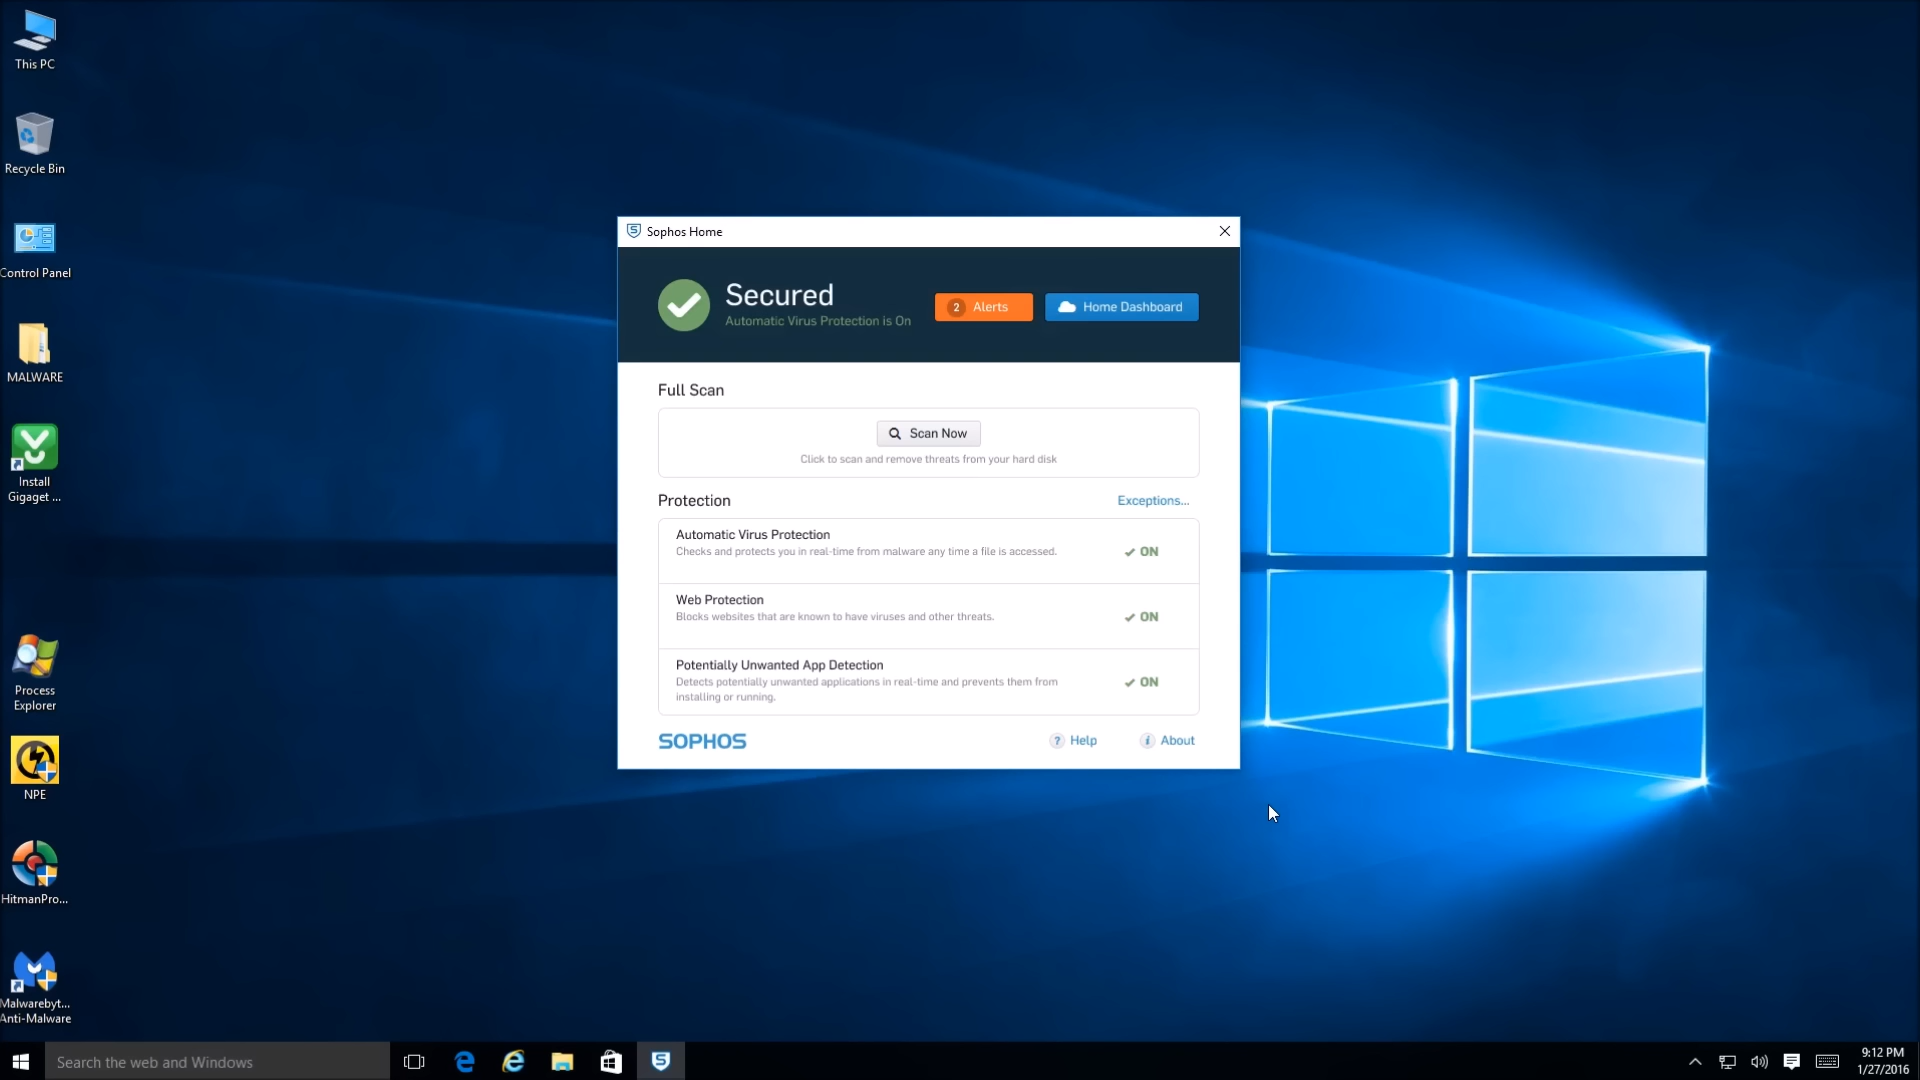 This PC
Recycle Bin
Control Panel
MALWARE
Install
Gigaget ...
Process
Explorer
NPE
HitmanPro...
Malwarebyt...
Anti-Malware
Sophos Home
Secured
Automatic Virus Protection is On
2 Alerts
Home Dashboard
Full Scan
Scan Now
Click to scan and remove threats from your hard disk
Protection
Exceptions...
Automatic Virus Protection
Checks and protects you in real-time from malware any time a file is accessed.
ON
Web Protection
Blocks websites that are known to have viruses and other threats.
ON
Potentially Unwanted App Detection
Detects potentially unwanted applications in real-time and prevents them from
installing or running.
ON
SOPHOS
? Help
i About
Search the web and Windows
9:12 PM
1/27/2016